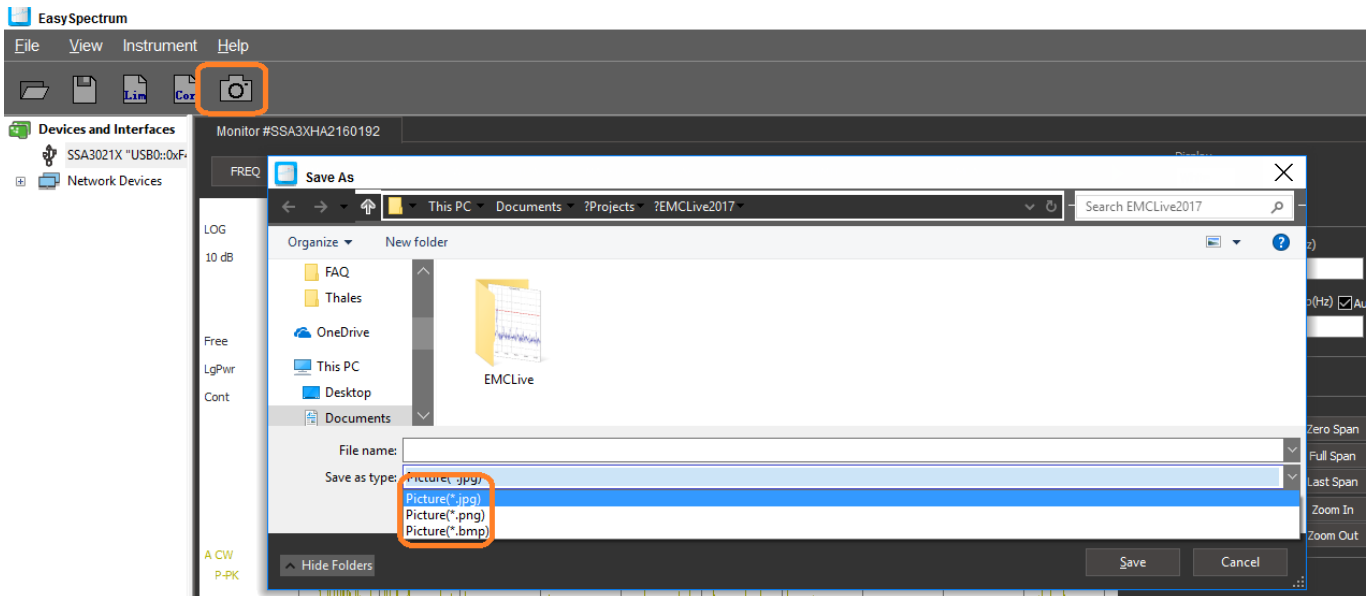 EasySpectrum
File View Instrument Help
Lim Cor
Devices and Interfaces
Monitor #SSA3XHA2160192
SSA3021X "USB0::0xF4
Network Devices
FREQ
Save As
This PC Documents ?Projects ?EMCLive2017
Search EMCLive2017
Organize New folder
LOG
10 dB
Free
LgPwr
Cont
A CW
P-PK
FAQ
Thales
OneDrive
This PC
Desktop
Documents
EMCLive
File name:
Save as type: Picture(*.jpg)
Picture(*.jpg)
Picture(*.png)
Picture(*.bmp)
Hide Folders
Save Cancel
z)
(Hz) Au
Zero Span
Full Span
Last Span
Zoom In
Zoom Out